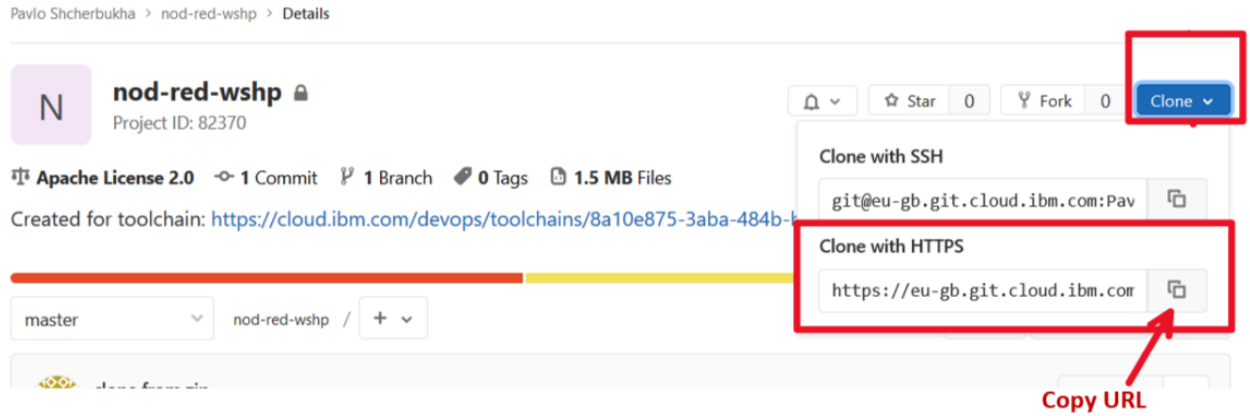 Pavlo Shcherbukha > nod-red-wshp > Details
N
nod-red-wshp
Project ID: 82370
Star 0
Fork 0
Clone
Apache License 2.0 1 Commit 1 Branch 0 Tags 1.5 MB Files
Created for toolchain: https://cloud.ibm.com/devops/toolchains/8a10e875-3aba-484b-
Clone with SSH
git@eu-gb.git.cloud.ibm.com:Pav
Clone with HTTPS
https://eu-gb.git.cloud.ibm.com
master
nod-red-wshp / +
Copy URL